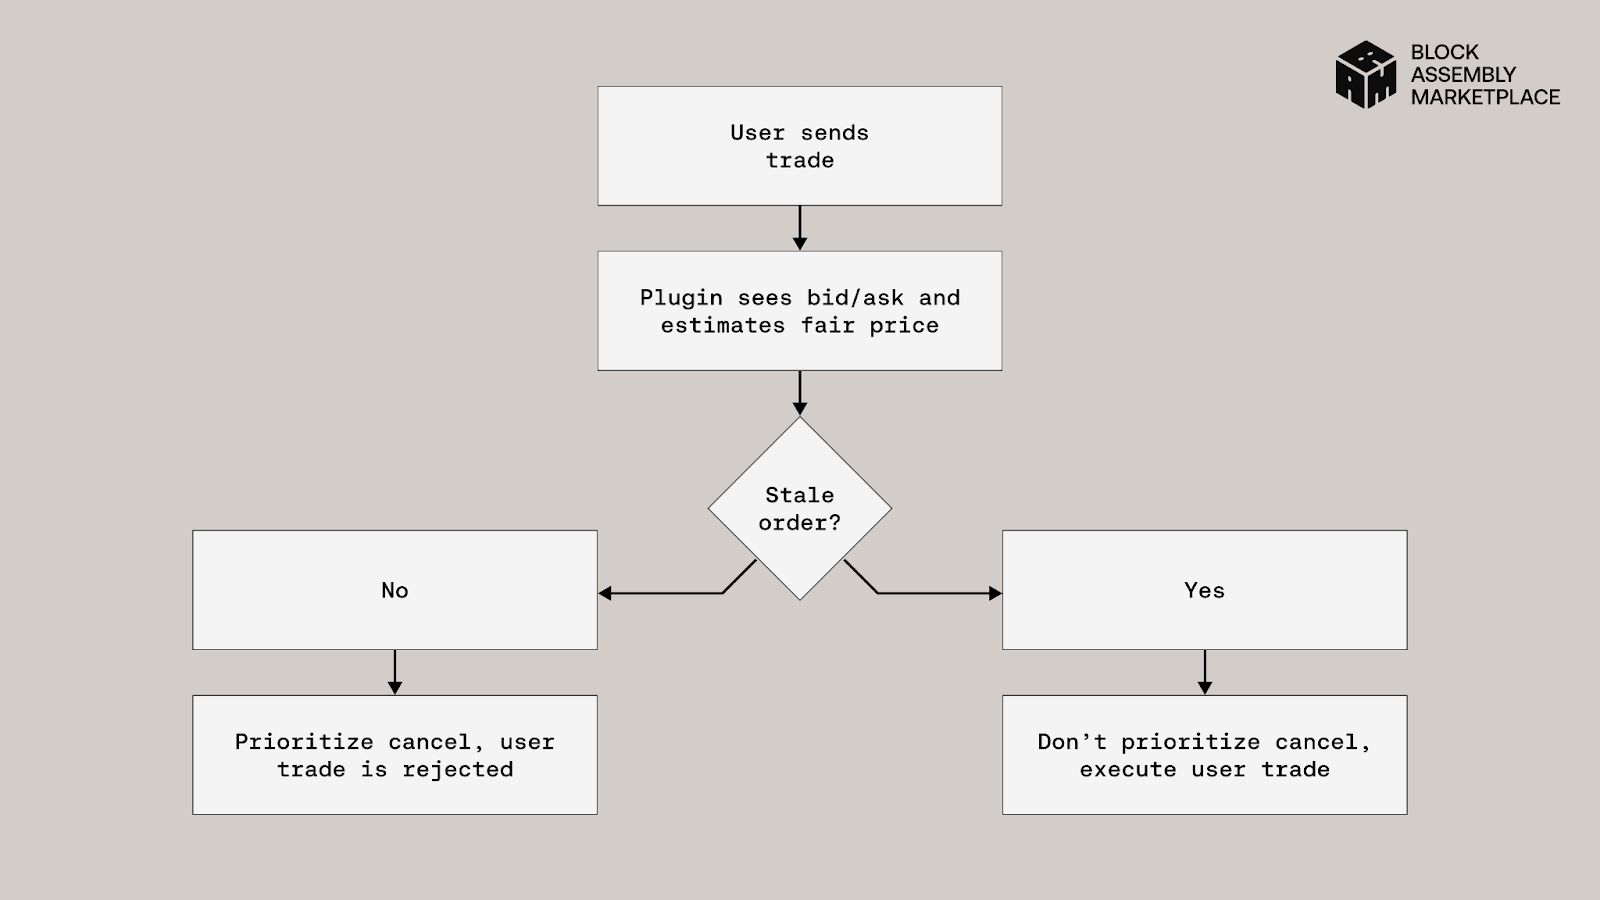 BLOCK
ASSEMBLY
MARKETPLACE
User sends
trade
Plugin sees bid/ask and
estimates fair price
Stale
order?
No
Yes
Prioritize cancel, user
trade is rejected
Don’t prioritize cancel,
execute user trade